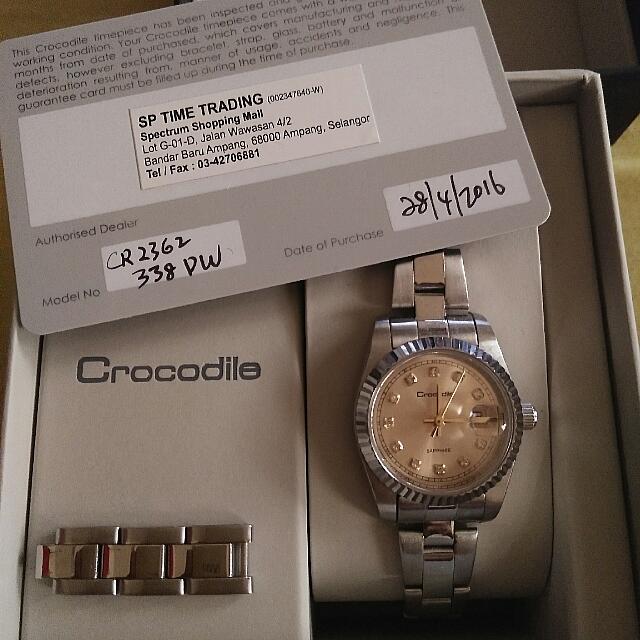 This Crocodile timepiece has been inspected and
working condition. Your Crocodile timepiece comes with a
months from date of purchased, which covers manufacturing and
defects, however excluding bracelet, strap, glass, battery and malfunction
deterioration resulting from, manner of usage, accidents and negligence. This
guarantee card must be filled up during the time of purchase.
SP TIME TRADING (002347640-W)
Spectrum Shopping Mall
Lot G-01-D, Jalan Wawasan 4/2
Bandar Baru Ampang, 68000 Ampang, Selangor
Tel / Fax : 03-42706881
Authorised Dealer
CR2362
338 DW
Model No
28/4/2016
Date of Purchase
Crocodile
Crocodile
SAPPHIRE